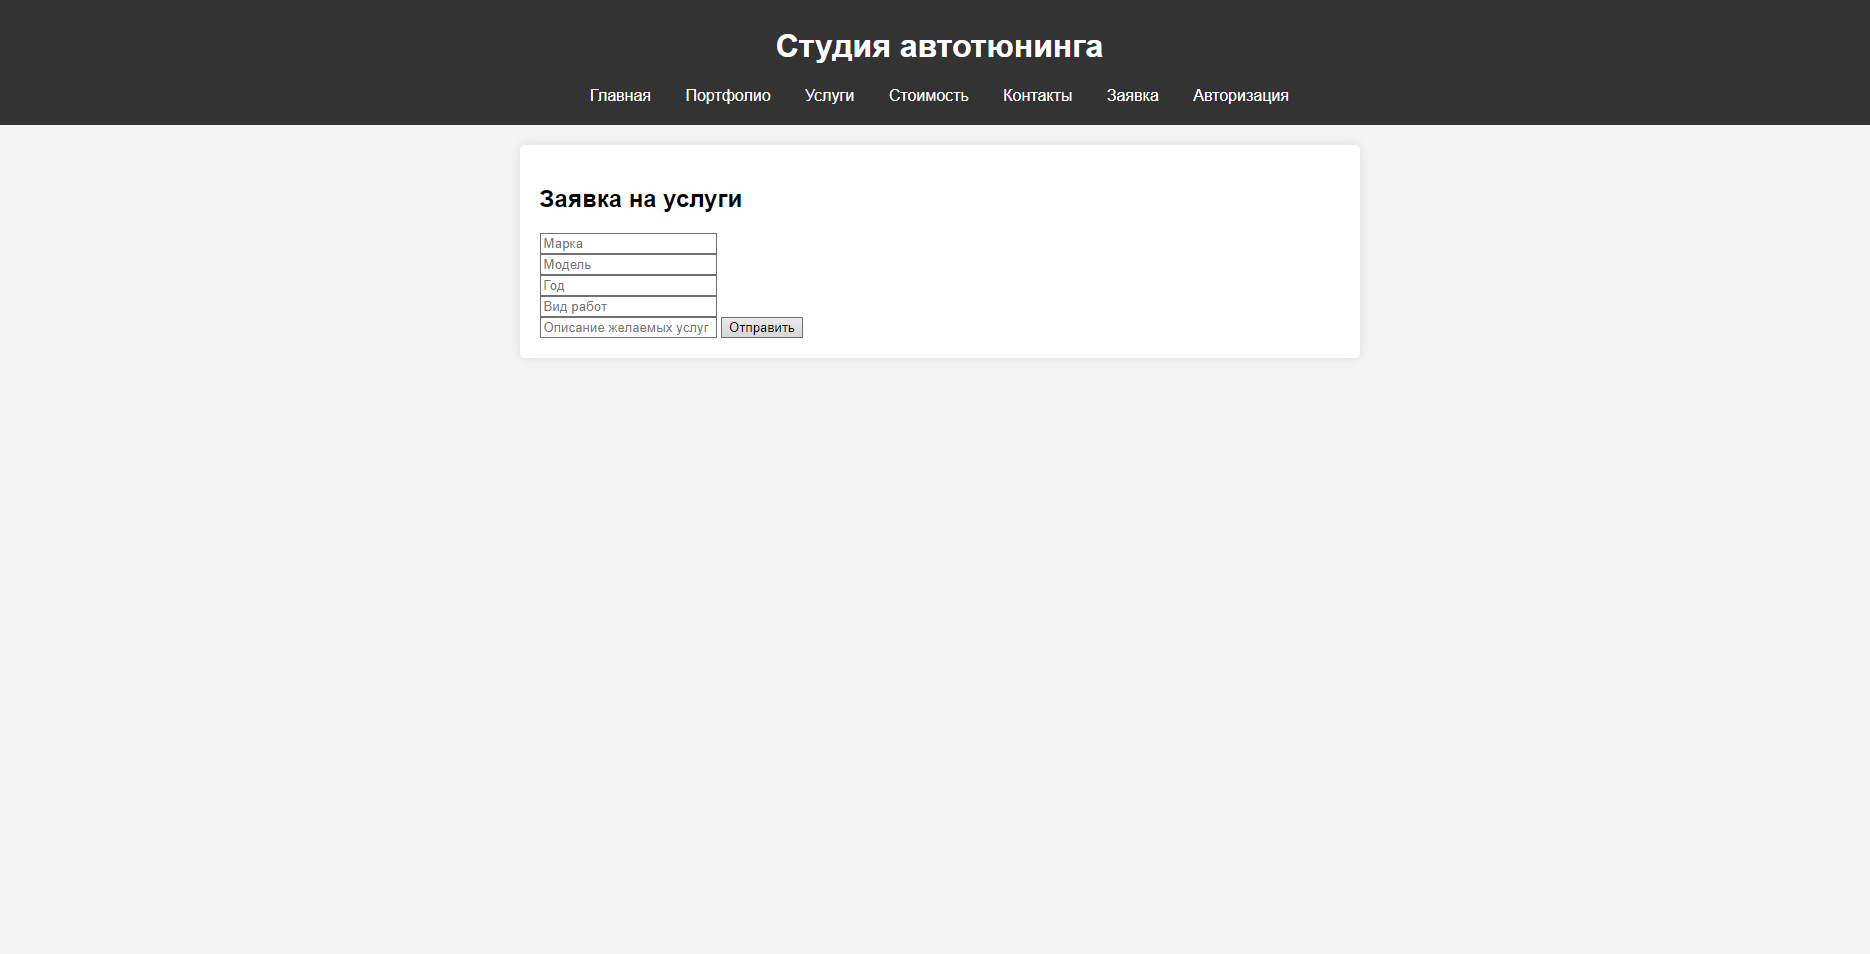 Студия автотюнинга
Главная Портфолио Услуги Стоимость Контакты Заявка Авторизация
Заявка на услуги
Марка
Модель
Год
Вид работ
Описание желаемых услуг Отправить